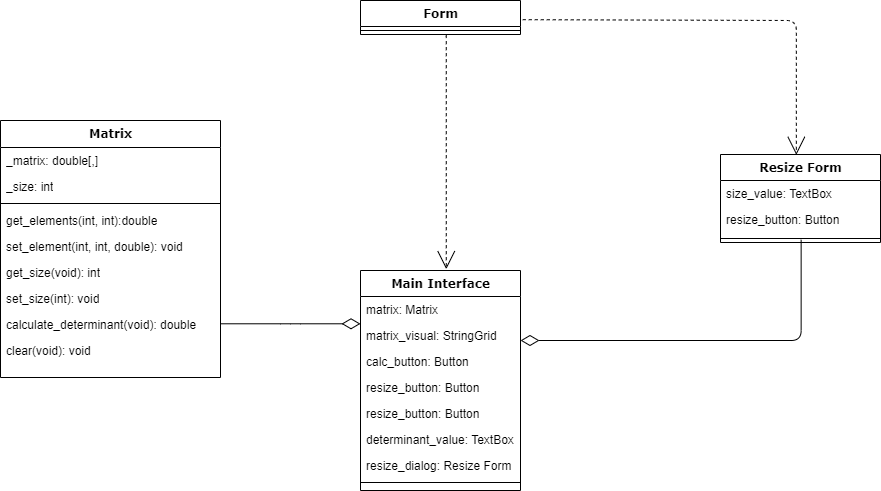 Form
Matrix
_matrix: double[,]
_size: int
get_elements(int, int):double
set_element(int, int, double): void
get_size(void): int
set_size(int): void
calculate_determinant(void): double
clear(void): void
Resize Form
size_value: TextBox
resize_button: Button
Main Interface
matrix: Matrix
matrix_visual: StringGrid
calc_button: Button
resize_button: Button
resize_button: Button
determinant_value: TextBox
resize_dialog: Resize Form